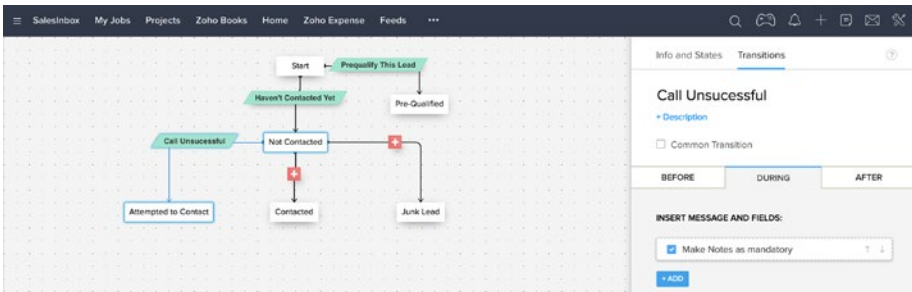 SalesInbox My Jobs Projects Zoho Books Home Zoho Expense Feeds
Info and States Transitions
Start Prequalify This Lead
Haven't Contacted Yet
Pre-Qualified
Call Unsucessful
Not Contacted
Attempted to Contact
Contacted
Junk Lead
Call Unsucessful
+ Description
Common Transition
BEFORE DURING AFTER
INSERT MESSAGE AND FIELDS:
Make Notes as mandatory
+ ADD